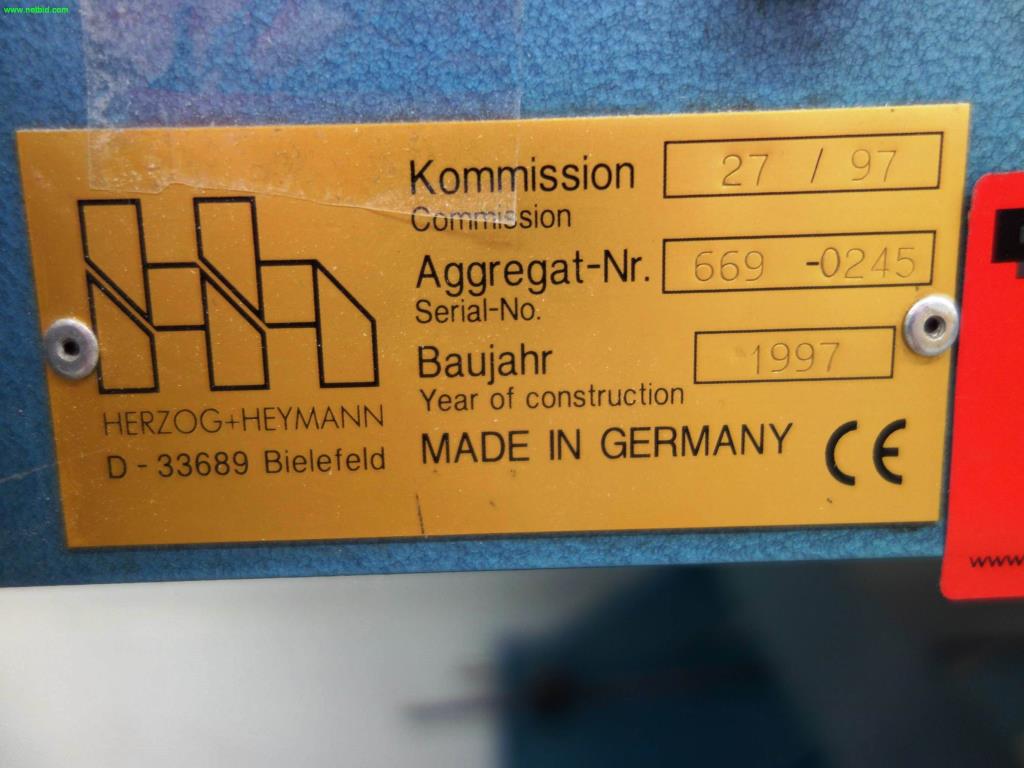 www.netbid.com
Kommission 27 / 97
Commission
Aggregat-Nr. 669 -0245
Serial-No.
Baujahr 1997
Year of construction
HERZOG+HEYMANN
D - 33689 Bielefeld
MADE IN GERMANY CE
www.